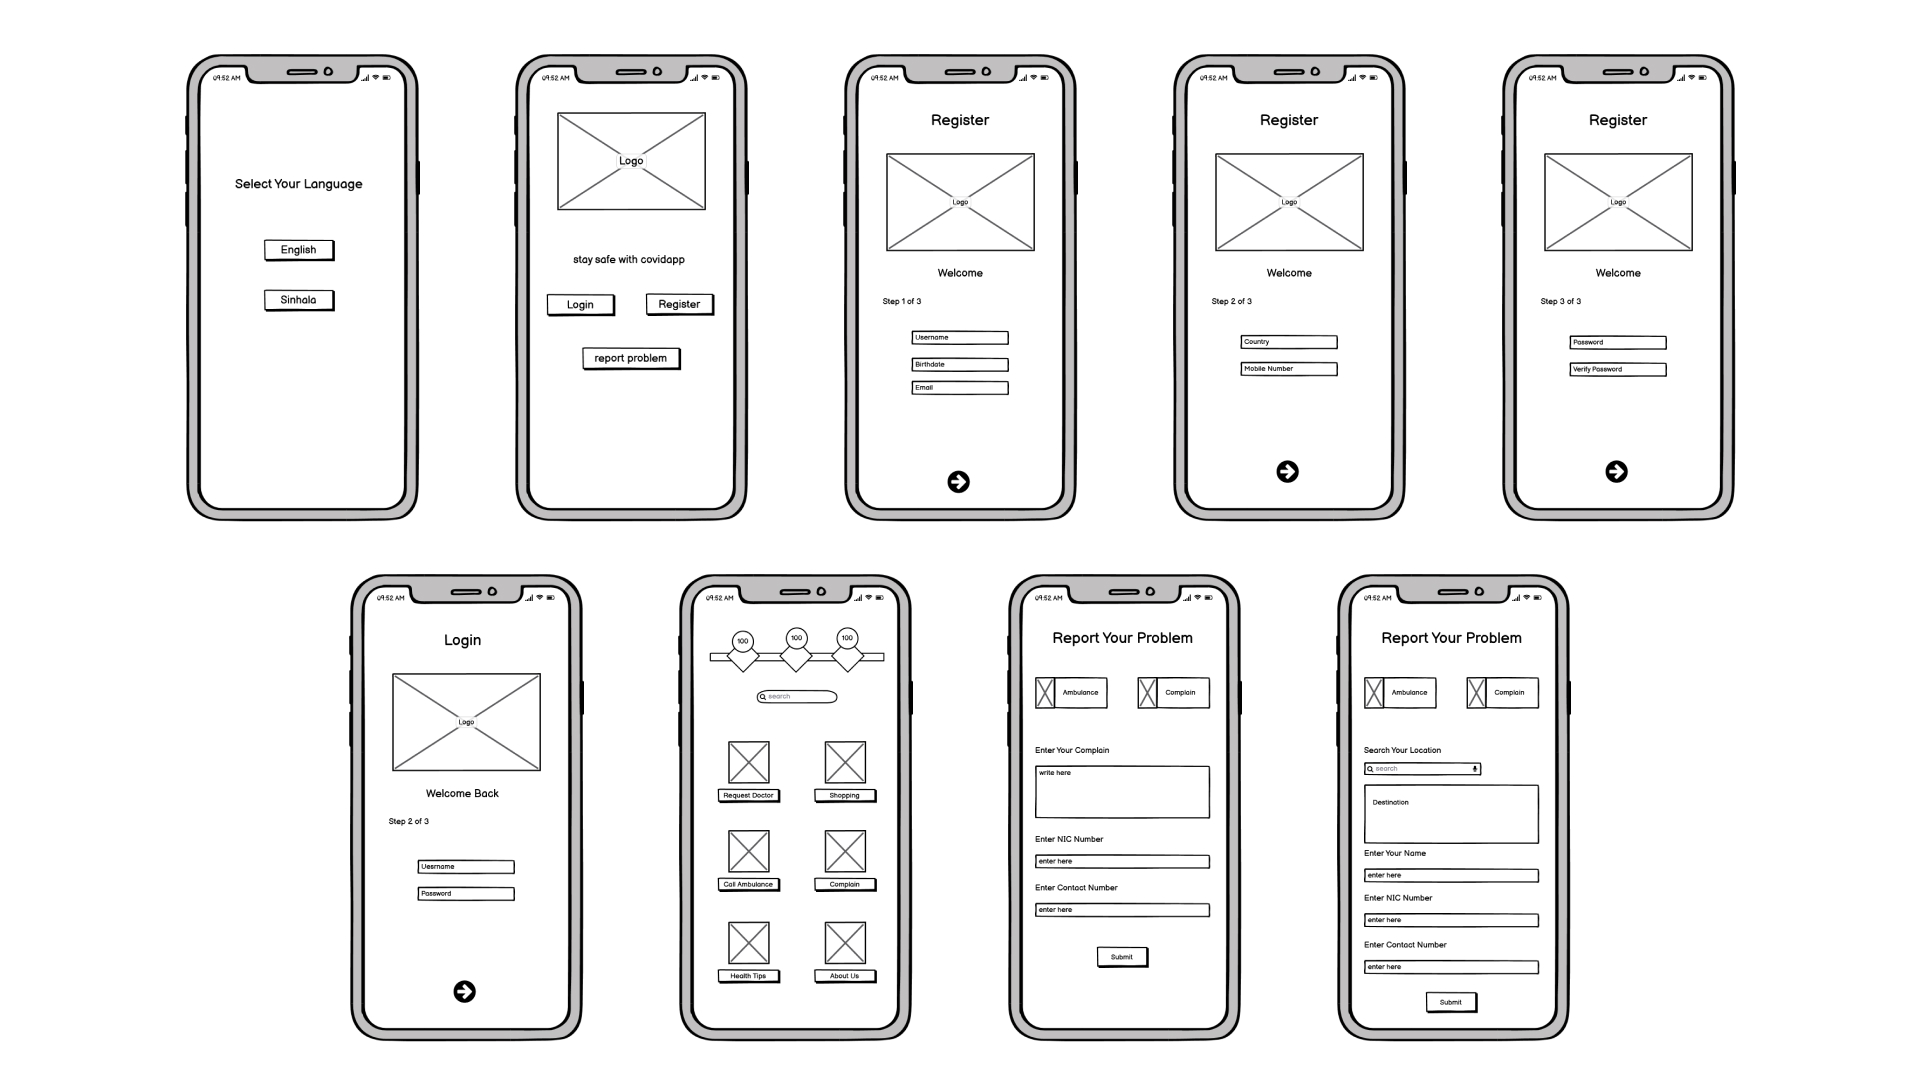 09:52 AM
Select Your Language
English
Sinhala
09:52 AM
Logo
stay safe with covidapp
Login
Register
report problem
09:52 AM
Register
Logo
Welcome
Step 1 of 3
Username
Birthdate
Email
09:52 AM
Register
Logo
Welcome
Step 2 of 3
Country
Mobile Number
09:52 AM
Register
Logo
Welcome
Step 3 of 3
Password
Verify Password
09:52 AM
Login
Logo
Welcome Back
Step 2 of 3
Uesrname
Password
09:52 AM
100 100 100
search
Request Doctor Shopping
Call Ambulance Complain
Health Tips About Us
09:52 AM
Report Your Problem
Ambulance Complain
Enter Your Complain
write here
Enter NIC Number
enter here
Enter Contact Number
enter here
Submit
09:52 AM
Report Your Problem
Ambulance Complain
Search Your Location
search
Destination
Enter Your Name
enter here
Enter NIC Number
enter here
Enter Contact Number
enter here
Submit